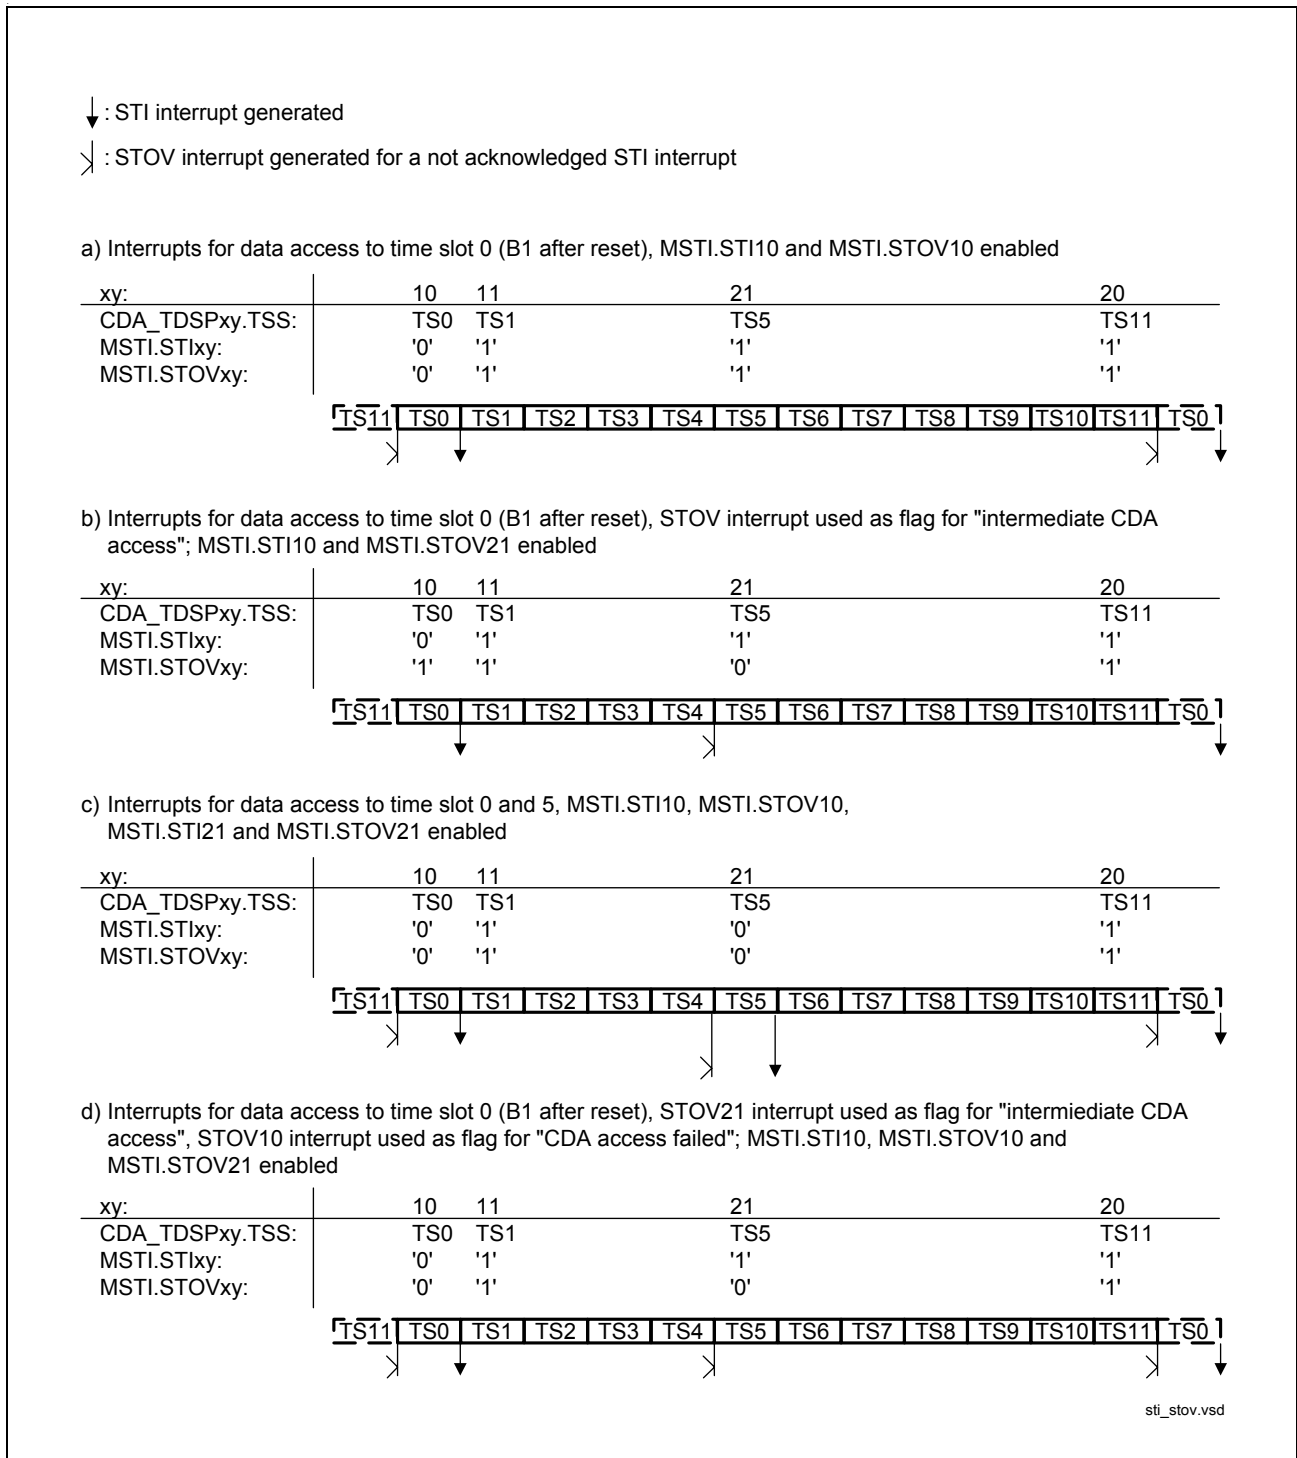 : STI interrupt generated
: STOV interrupt generated for a not acknowledged STI interrupt
a) Interrupts for data access to time slot 0 (B1 after reset), MSTI.STI10 and MSTI.STOV10 enabled
xy: 10 11 21 20
CDA_TDSPxy.TSS: TS0 TS1 TS5 TS11
MSTI.STIxy: '0' '1' '1' '1'
MSTI.STOVxy: '0' '1' '1' '1'
TS11 TS0 TS1 TS2 TS3 TS4 TS5 TS6 TS7 TS8 TS9 TS10 TS11 TS0
b) Interrupts for data access to time slot 0 (B1 after reset), STOV interrupt used as flag for "intermediate CDA
access"; MSTI.STI10 and MSTI.STOV21 enabled
xy: 10 11 21 20
CDA_TDSPxy.TSS: TS0 TS1 TS5 TS11
MSTI.STIxy: '0' '1' '1' '1'
MSTI.STOVxy: '1' '1' '0' '1'
TS11 TS0 TS1 TS2 TS3 TS4 TS5 TS6 TS7 TS8 TS9 TS10 TS11 TS0
c) Interrupts for data access to time slot 0 and 5, MSTI.STI10, MSTI.STOV10,
MSTI.STI21 and MSTI.STOV21 enabled
xy: 10 11 21 20
CDA_TDSPxy.TSS: TS0 TS1 TS5 TS11
MSTI.STIxy: '0' '1' '0' '1'
MSTI.STOVxy: '0' '1' '0' '1'
TS11 TS0 TS1 TS2 TS3 TS4 TS5 TS6 TS7 TS8 TS9 TS10 TS11 TS0
d) Interrupts for data access to time slot 0 (B1 after reset), STOV21 interrupt used as flag for "intermiediate CDA
access", STOV10 interrupt used as flag for "CDA access failed"; MSTI.STI10, MSTI.STOV10 and
MSTI.STOV21 enabled
xy: 10 11 21 20
CDA_TDSPxy.TSS: TS0 TS1 TS5 TS11
MSTI.STIxy: '0' '1' '1' '1'
MSTI.STOVxy: '0' '1' '0' '1'
TS11 TS0 TS1 TS2 TS3 TS4 TS5 TS6 TS7 TS8 TS9 TS10 TS11 TS0
sti_stov.vsd